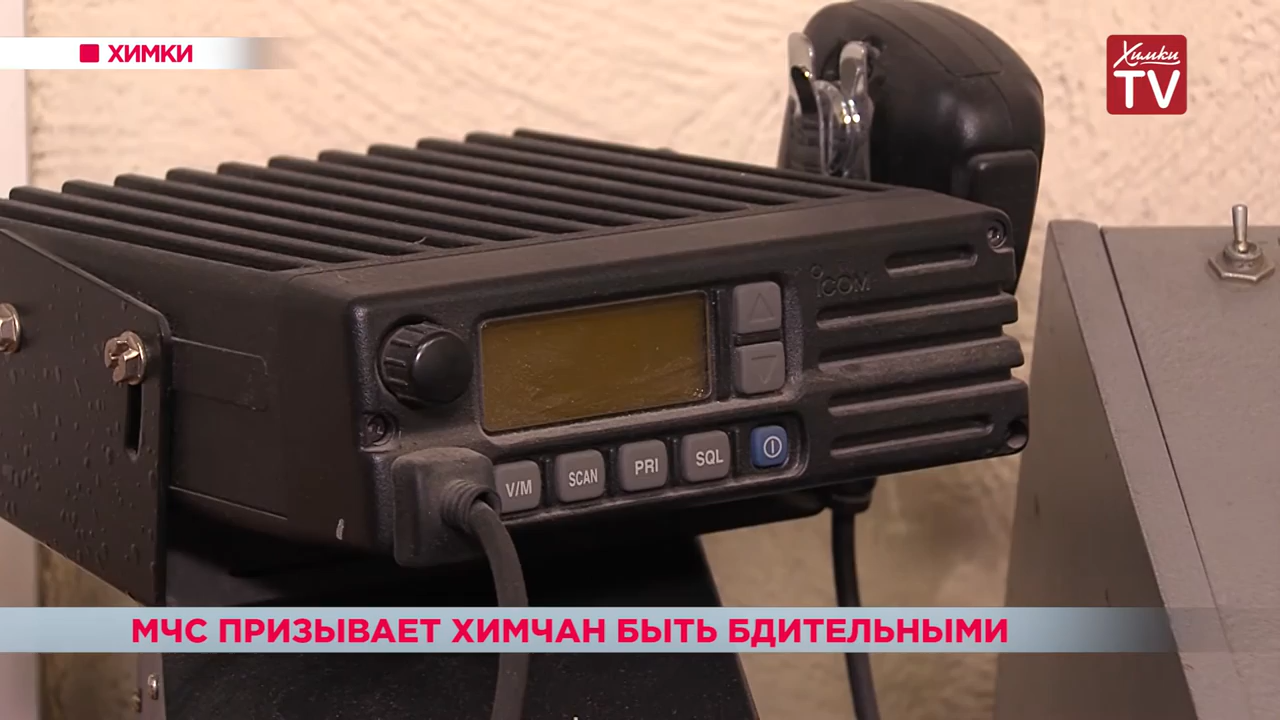 ХИМКИ
Химки
TV
ICOM
V/M
SCAN
PRI
SQL
МЧС ПРИЗЫВАЕТ ХИМЧАН БЫТЬ БДИТЕЛЬНЫМИ